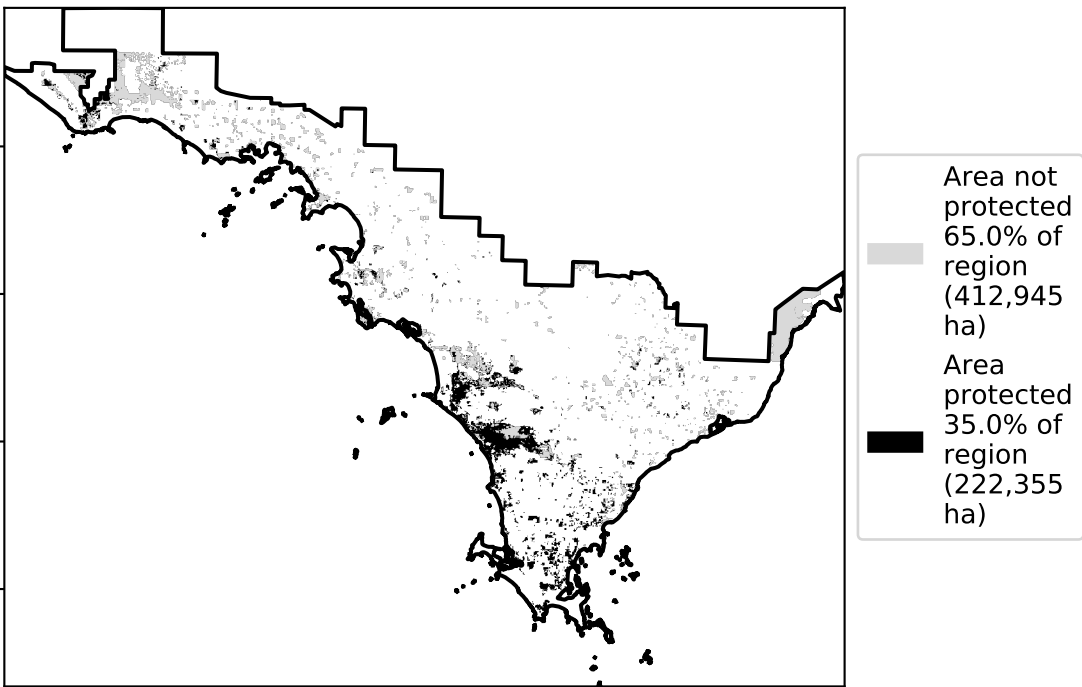 Area not
protected
65.0% of
region
(412,945
ha)
Area
protected
35.0% of
region
(222,355
ha)